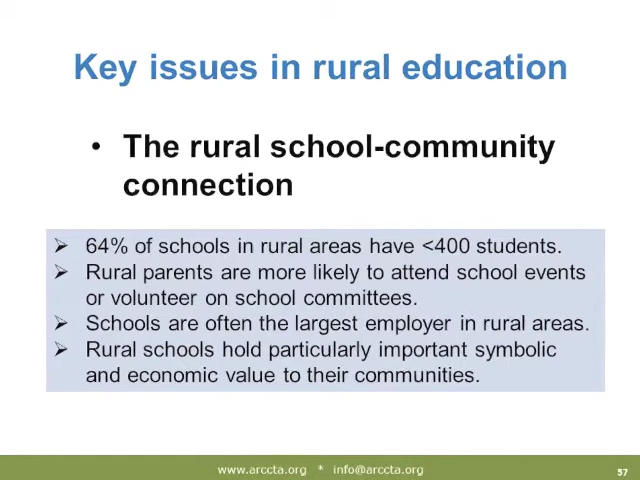 Key issues in rural education
• The rural school-community
connection
➢ 64% of schools in rural areas have <400 students.
➢ Rural parents are more likely to attend school events
or volunteer on school committees.
➢ Schools are often the largest employer in rural areas.
➢ Rural schools hold particularly important symbolic
and economic value to their communities.
www.arccta.org * info@arccta.org
57